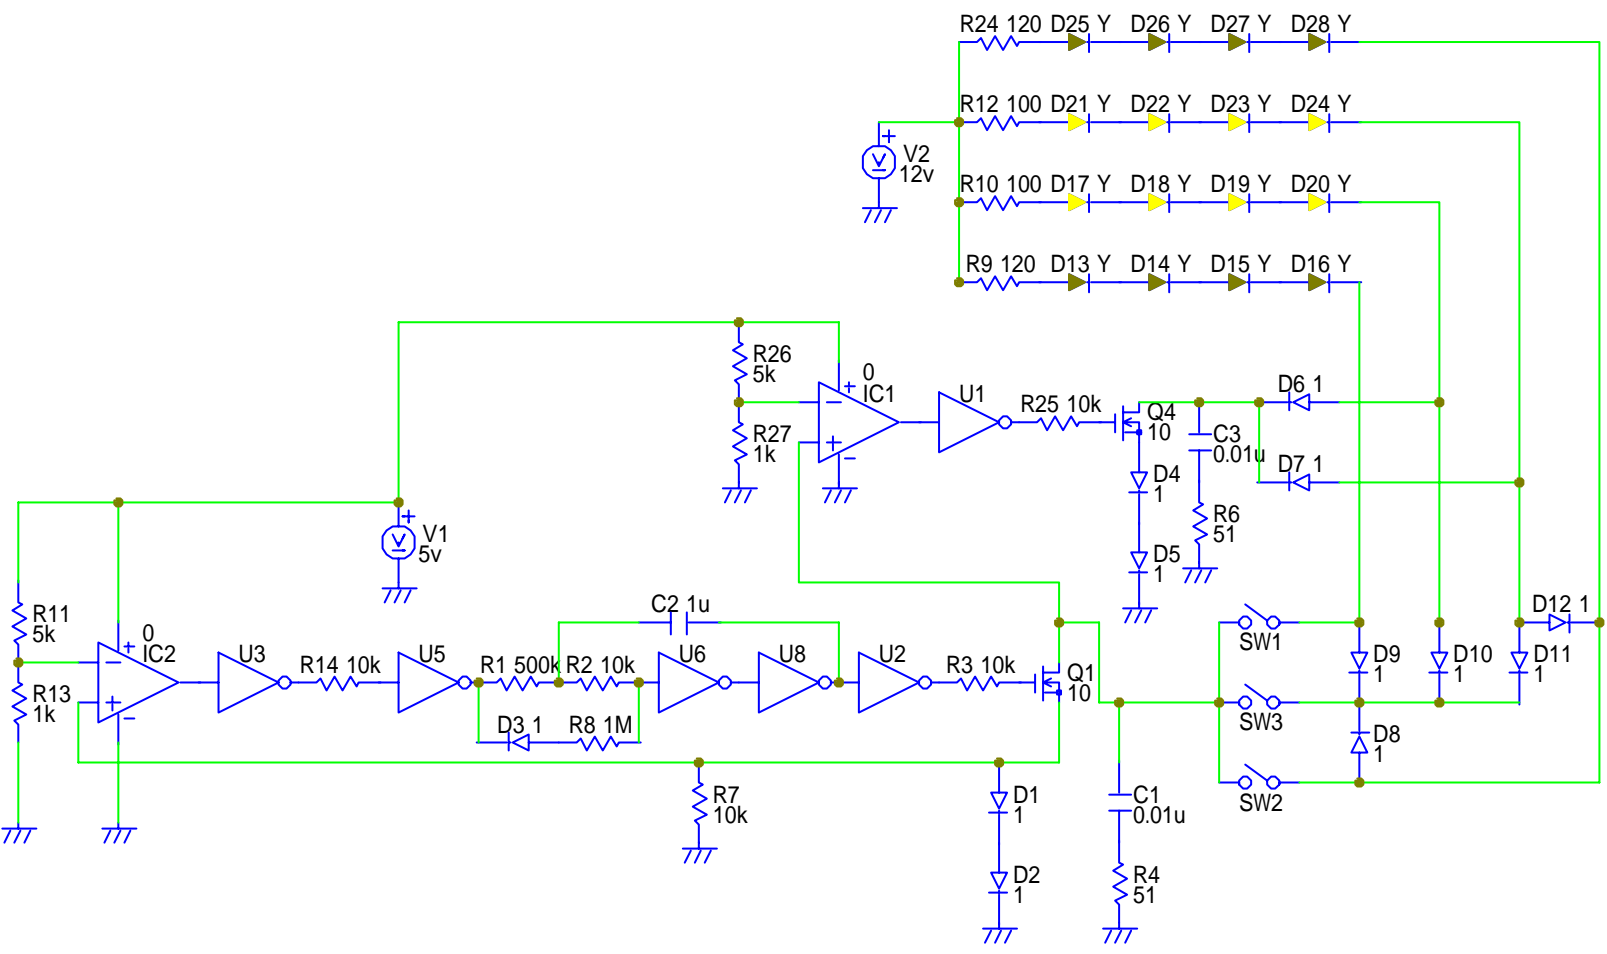 R24 120 D25 Y D26 Y D27 Y D28 Y
R12 100 D21 Y D22 Y D23 Y D24 Y
V2
12v
R10 100 D17 Y D18 Y D19 Y D20 Y
R9 120 D13 Y D14 Y D15 Y D16 Y
R26
5k
0
IC1
U1
R25 10k
Q4
10
D6 1
R27
1k
C3
0.01u
D7 1
D4
1
R6
51
D5
1
V1
5v
R11
5k
0
IC2
U3
R14 10k
U5
C2 1u
R1 500k
R2 10k
U6
U8
U2
R3 10k
Q1
10
SW1
D12 1
D9
1
D10
1
D11
1
R13
1k
D3 1
R8 1M
SW3
D8
1
SW2
R7
10k
D1
1
C1
0.01u
D2
1
R4
51